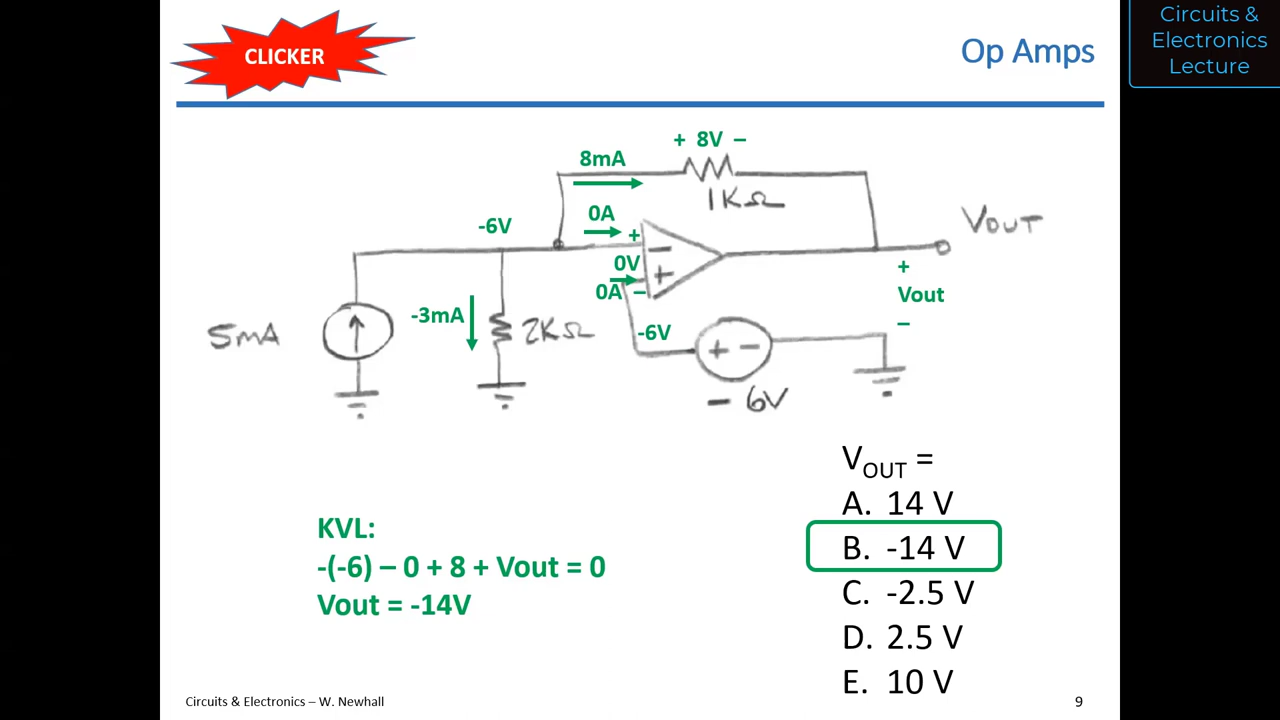 Circuits &
Electronics
Lecture
CLICKER
Op Amps
+ 8V –
8mA
1KΩ
0A
+
-6V
VOUT
–
0V
+
+
0A –
Vout
–
-3mA
5mA
2KΩ
-6V
+ –
– 6V
VOUT =
A. 14 V
B. -14 V
C. -2.5 V
D. 2.5 V
E. 10 V
KVL:
-(-6) – 0 + 8 + Vout = 0
Vout = -14V
Circuits & Electronics – W. Newhall
9